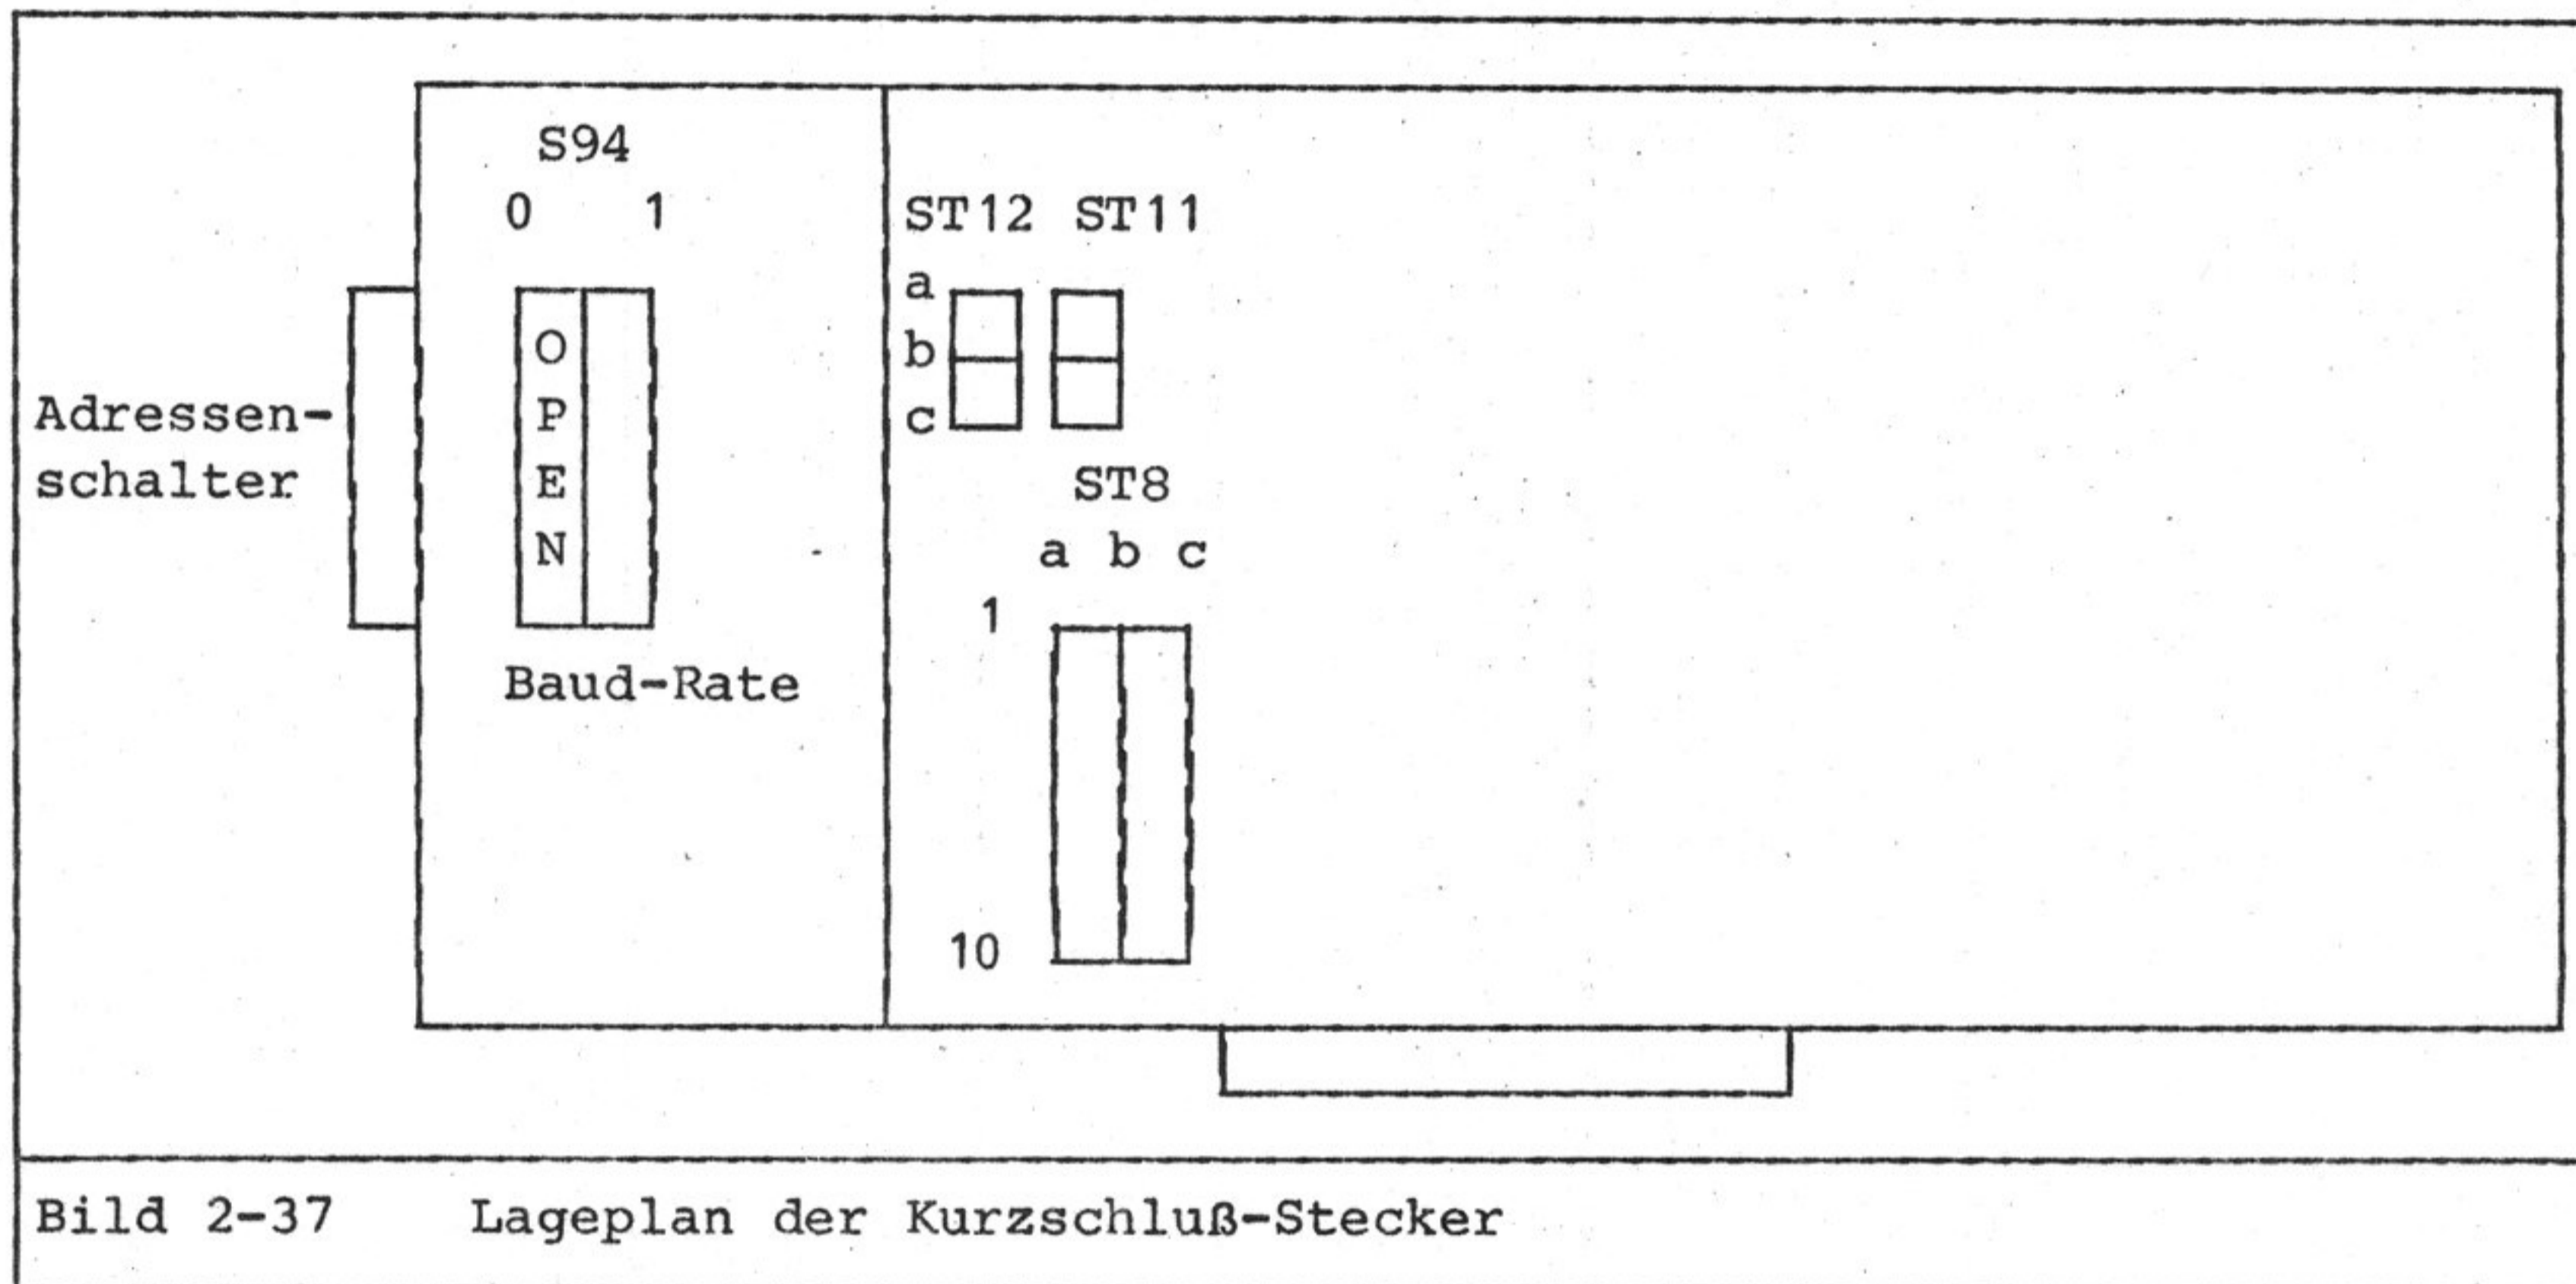 S94
0 1
ST12 ST11
a
O
b
Adressen-
P
c
schalter
E
ST8
N
a b c
1
Baud-Rate
10
Bild 2-37 Lageplan der Kurzschluß-Stecker